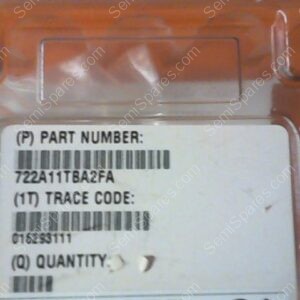 (P) PART NUMBER:
722A11TBA2FA
(1T) TRACE CODE:
016293111
(Q) QUANTITY: